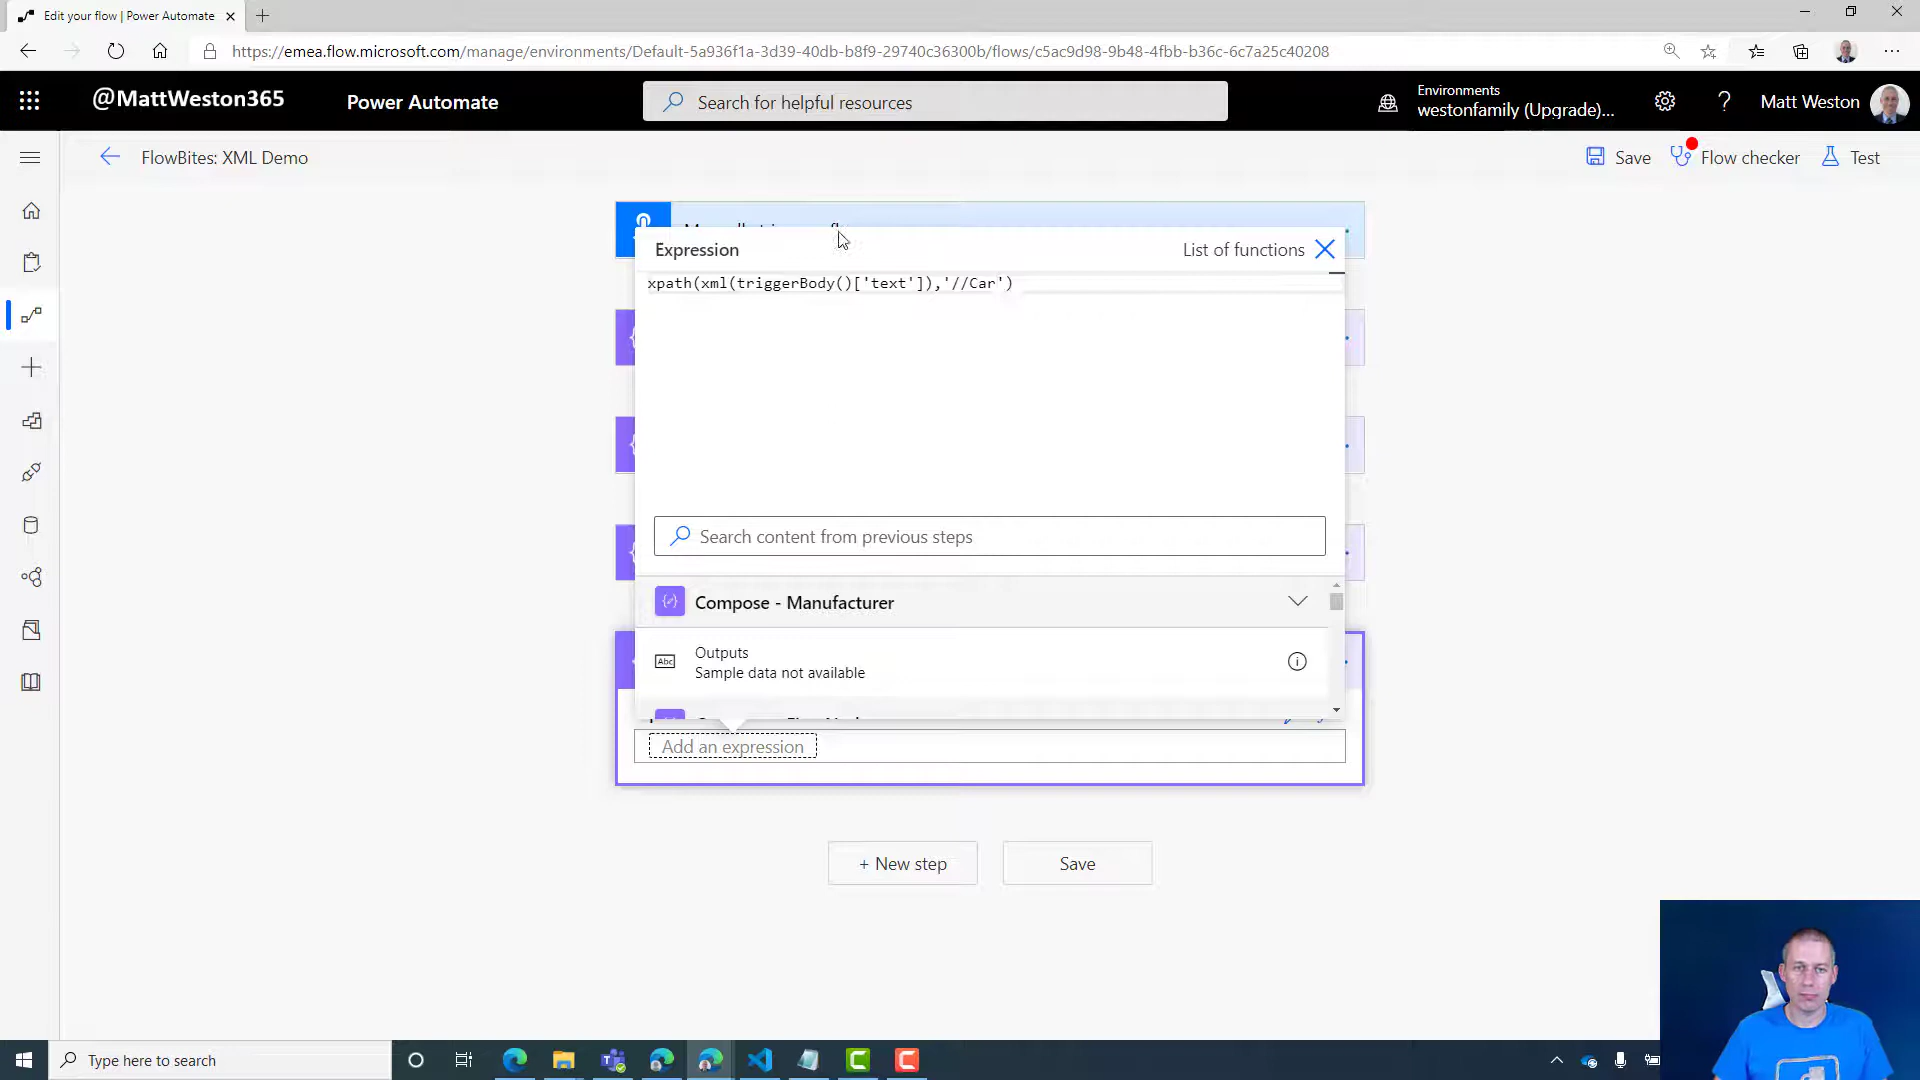 Edit your flow | Power Automate
https://emea.flow.microsoft.com/manage/environments/Default-5a936f1a-3d39-40db-b8f9-29740c36300b/flows/c5ac9d98-9b48-4fbb-b36c-6c7a25c40208
@MattWeston365
Power Automate
Search for helpful resources
Environments
westonfamily (Upgrade)...
?
Matt Weston
FlowBites: XML Demo
Save
Flow checker
Test
Expression
List of functions
xpath(xml(triggerBody()['text']),'//Car')
Search content from previous steps
Compose - Manufacturer
Abc
Outputs
Sample data not available
Add an expression
+ New step
Save
Type here to search